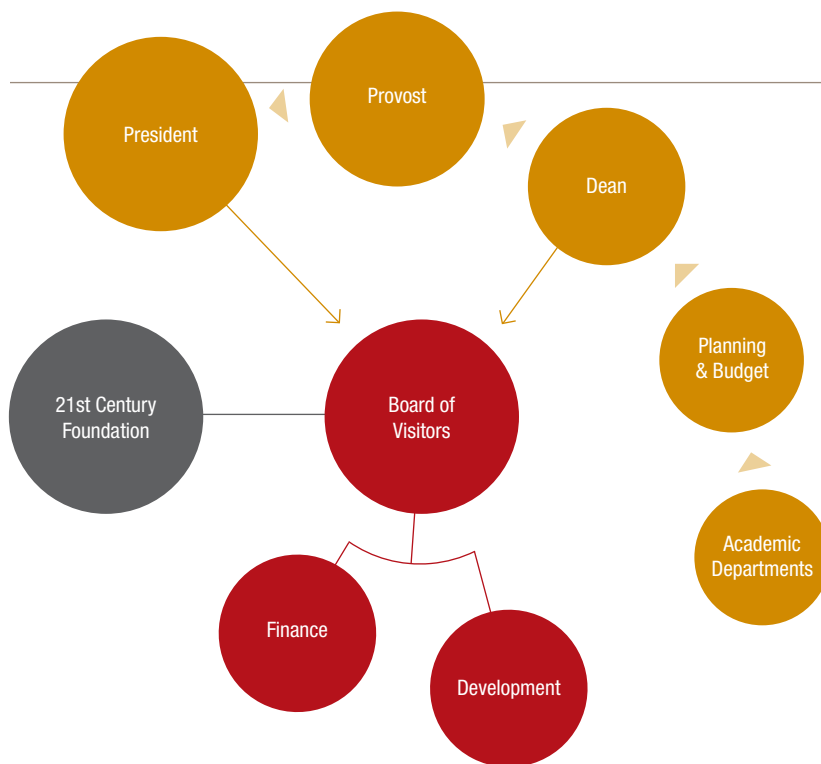 Provost
President
Dean
Planning
& Budget
21st Century
Foundation
Board of
Visitors
Academic
Departments
Finance
Development